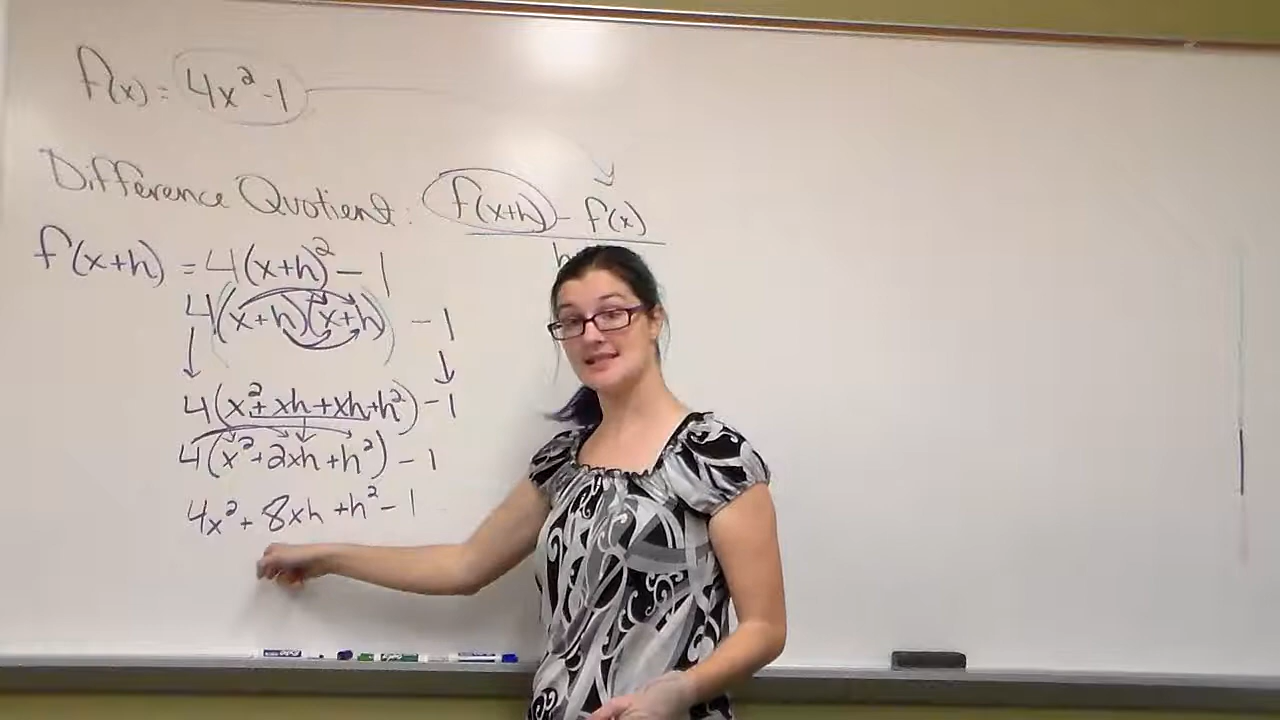 f(x) = 4x² - 1
Difference Quotient: f(x+h) - f(x)
h
f(x+h) = 4(x+h)² - 1
4(x+h)(x+h) - 1
4(x² + xh + xh + h²) - 1
4(x² + 2xh + h²) - 1
4x² + 8xh + h² - 1